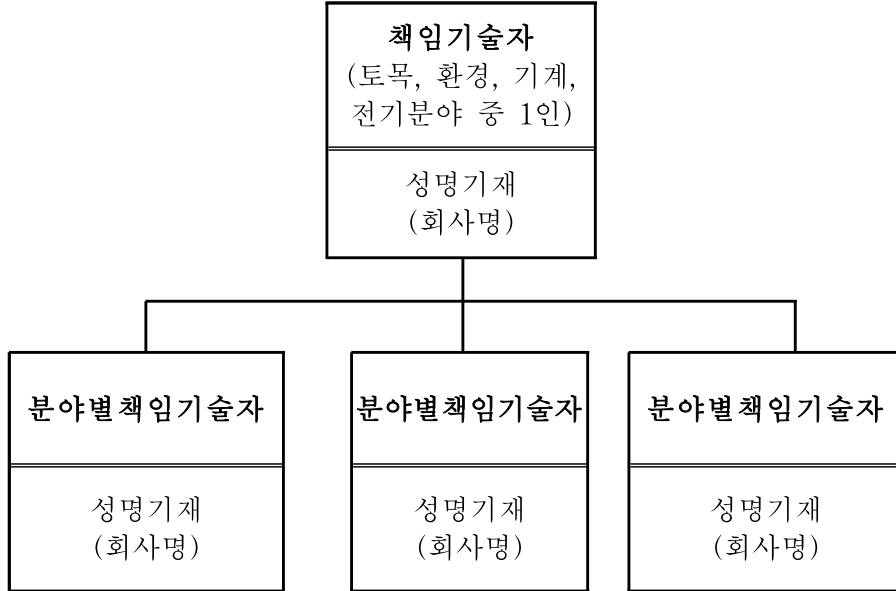 책임기술자
(토목, 환경, 기계,
전기분야 중 1인)
성명기재
(회사명)
분야별책임기술자
성명기재
(회사명)
분야별책임기술자
성명기재
(회사명)
분야별책임기술자
성명기재
(회사명)